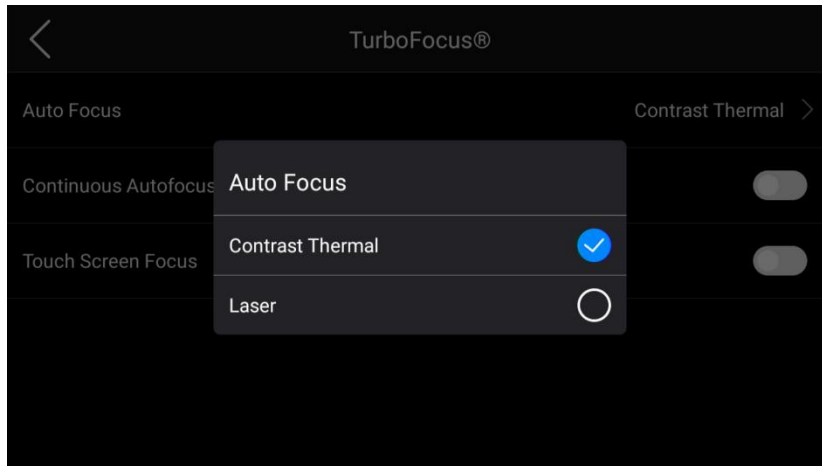 TurboFocus®
Auto Focus
Contrast Thermal
Continuous Autofocus
Touch Screen Focus
Auto Focus
Contrast Thermal
Laser